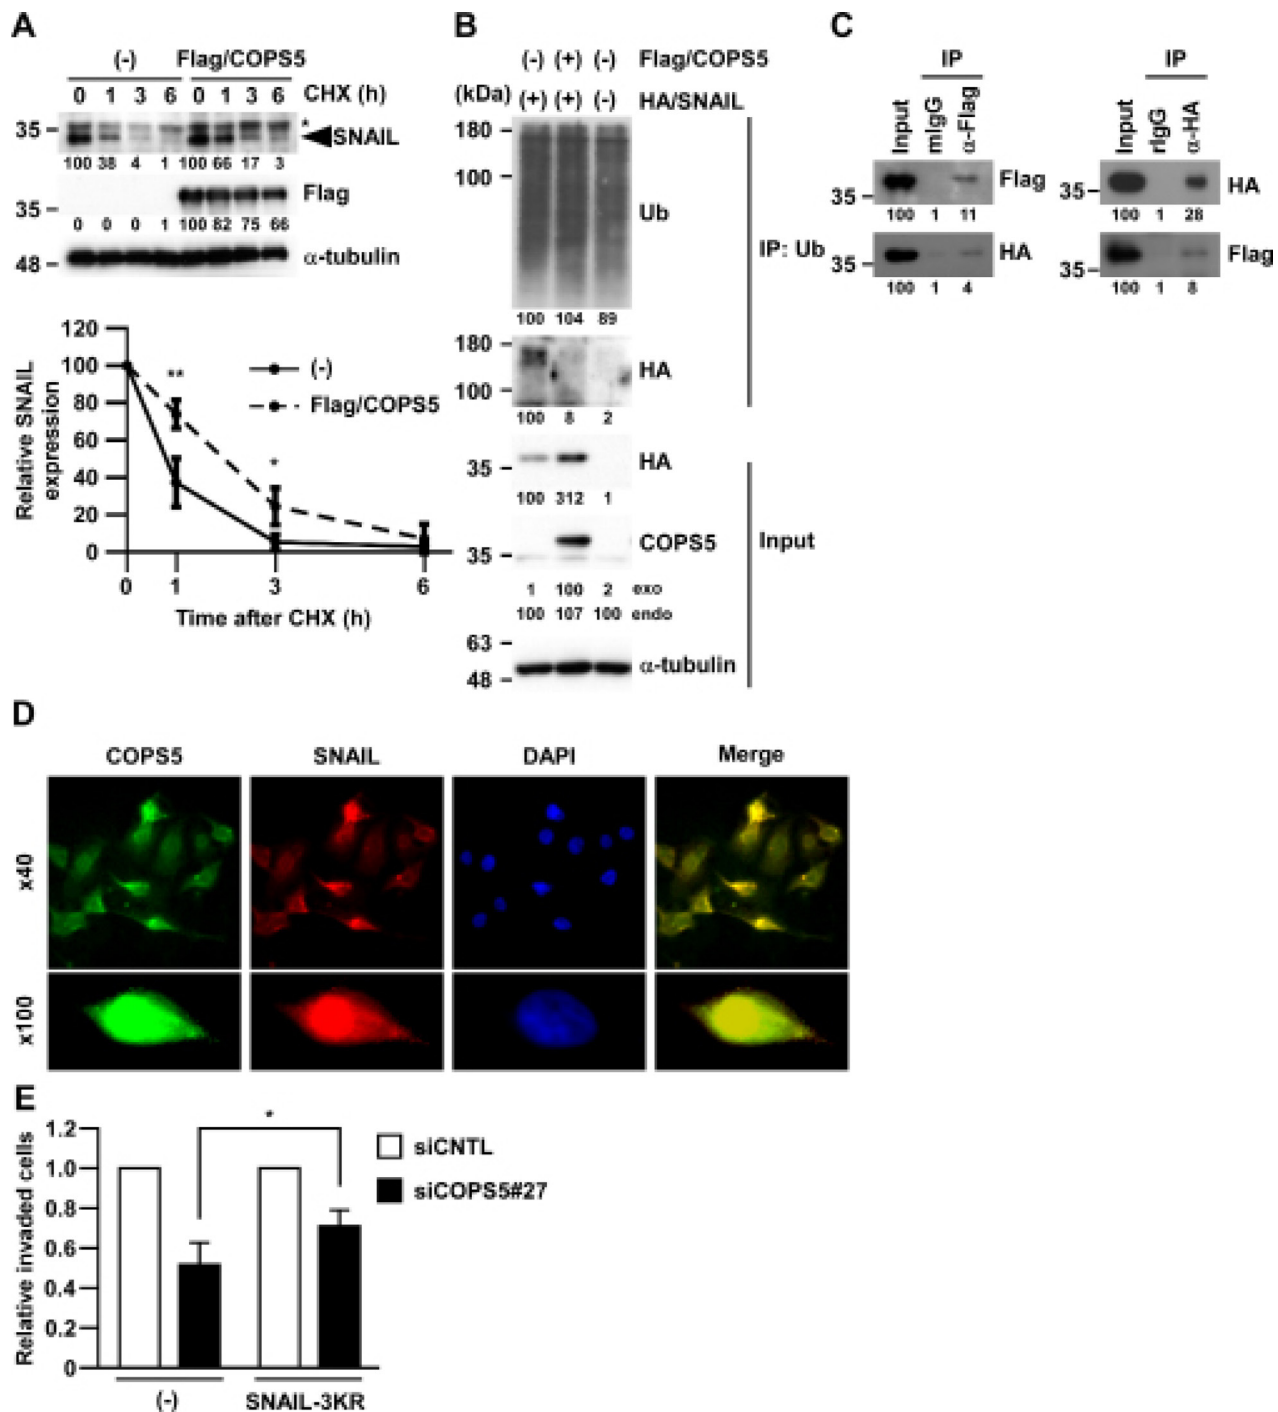 A
(-) Flag/COPS5
0 1 3 6 0 1 3 6 CHX (h)
35 * SNAIL
100 38 4 1 100 66 17 3
Flag
35
0 0 0 1 100 82 75 66
48 α-tubulin
120
100
80
60
40
20
0
Relative SNAIL
expression
** *
(-)
Flag/COPS5
0 1 3 6
Time after CHX (h)
B
(-) (+) (-) Flag/COPS5
(kDa) (+) (+) (-) HA/SNAIL
180
100
Ub
100 104 89
IP: Ub
180
HA
100
100 8 2
HA
35
100 312 1
COPS5
35
Input
1 100 2 exo
100 107 100 endo
63
α-tubulin
48
C
IP
Input mIgG α-Flag
35 Flag
100 1 11
35 HA
100 1 4
IP
Input rIgG α-HA
35 HA
100 1 28
35 Flag
100 1 8
D
COPS5 SNAIL DAPI Merge
x40
x100
E
1.2
1.0
0.8
0.6
0.4
0.2
0
Relative invaded cells
*
siCNTL
siCOPS5#27
(-) SNAIL-3KR